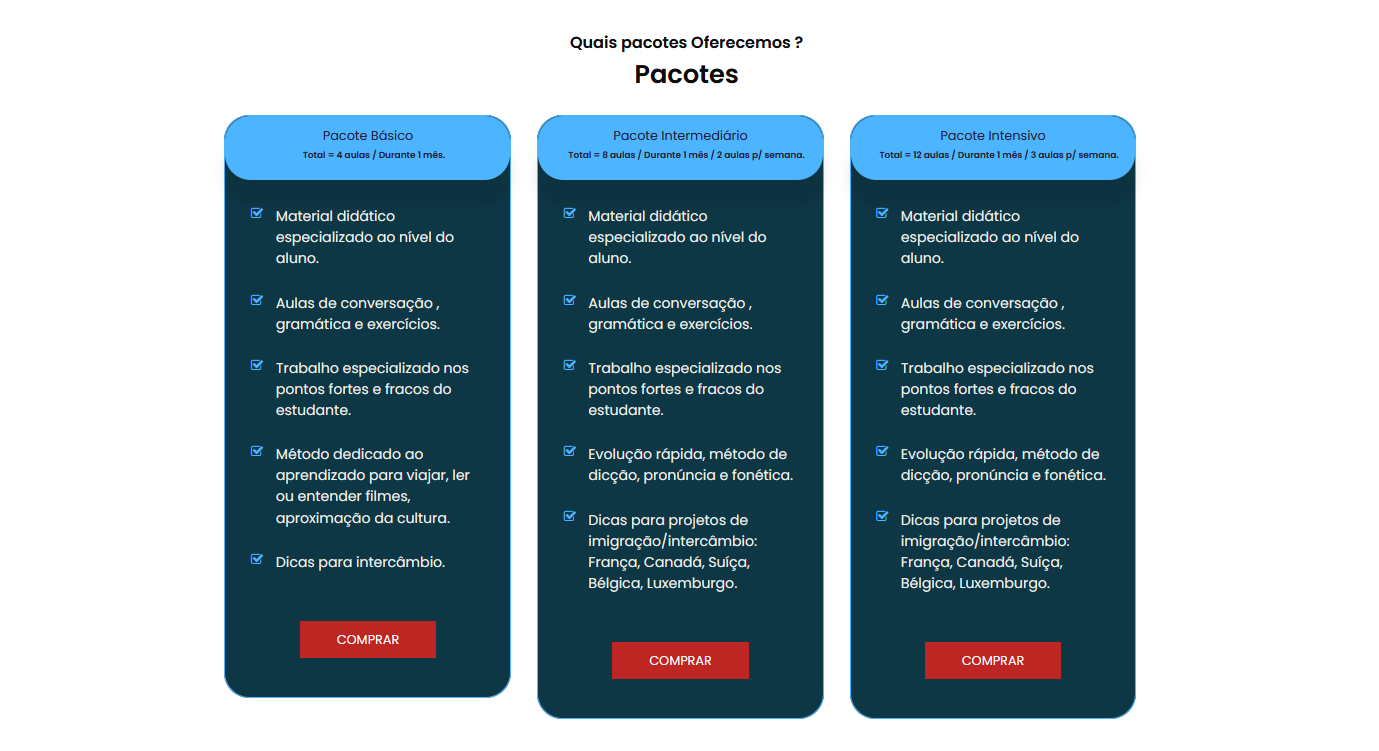 Quais pacotes Oferecemos ?
Pacotes
Pacote Básico
Total = 4 aulas / Durante 1 mês.
Material didático
especializado ao nível do
aluno.
Aulas de conversação ,
gramática e exercícios.
Trabalho especializado nos
pontos fortes e fracos do
estudante.
Método dedicado ao
aprendizado para viajar, ler
ou entender filmes,
aproximação da cultura.
Dicas para intercâmbio.
COMPRAR
Pacote Intermediário
Total = 8 aulas / Durante 1 mês / 2 aulas p/ semana.
Material didático
especializado ao nível do
aluno.
Aulas de conversação ,
gramática e exercícios.
Trabalho especializado nos
pontos fortes e fracos do
estudante.
Evolução rápida, método de
dicção, pronúncia e fonética.
Dicas para projetos de
imigração/intercâmbio:
França, Canadá, Suíça,
Bélgica, Luxemburgo.
COMPRAR
Pacote Intensivo
Total = 12 aulas / Durante 1 mês / 3 aulas p/ semana.
Material didático
especializado ao nível do
aluno.
Aulas de conversação ,
gramática e exercícios.
Trabalho especializado nos
pontos fortes e fracos do
estudante.
Evolução rápida, método de
dicção, pronúncia e fonética.
Dicas para projetos de
imigração/intercâmbio:
França, Canadá, Suíça,
Bélgica, Luxemburgo.
COMPRAR